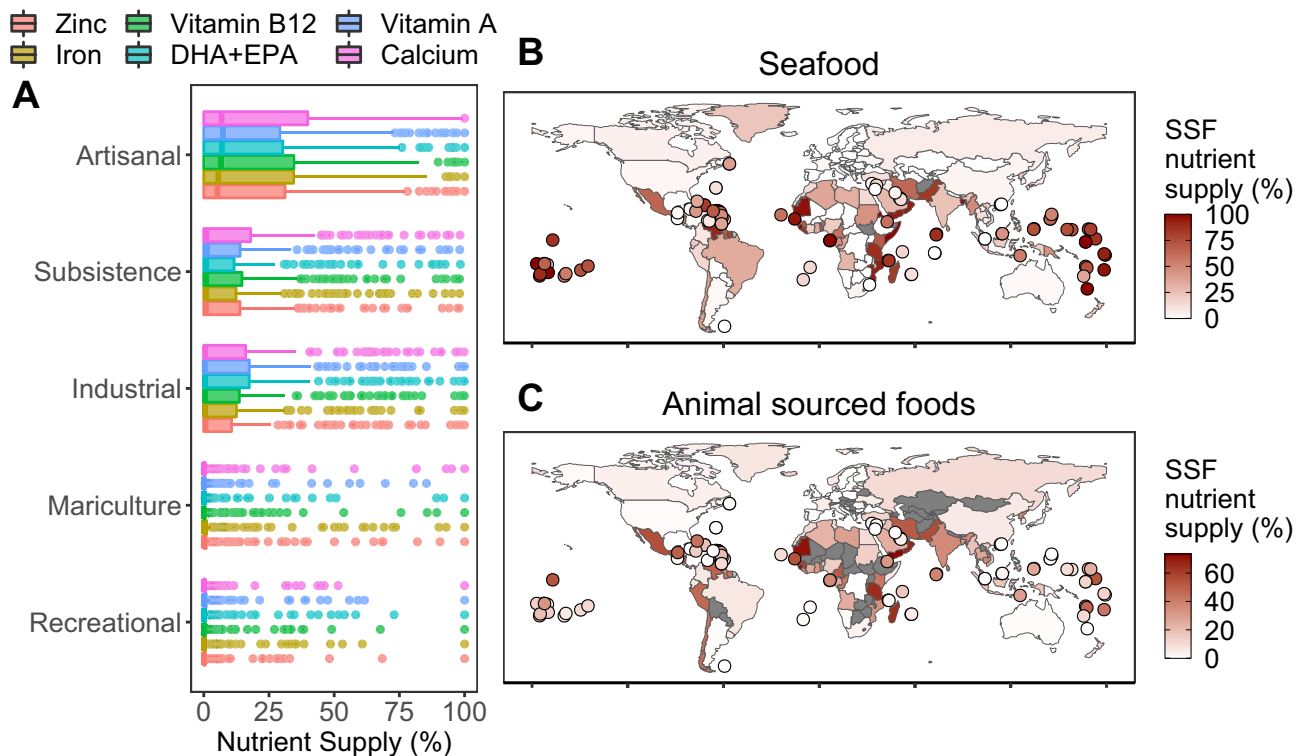 Zinc
Vitamin B12
Vitamin A
Iron
DHA+EPA
Calcium
A
Artisanal
Subsistence
Industrial
Mariculture
Recreational
0 25 50 75 100
Nutrient Supply (%)
B
Seafood
SSF
nutrient
supply (%)
100
75
50
25
0
C
Animal sourced foods
SSF
nutrient
supply (%)
60
40
20
0